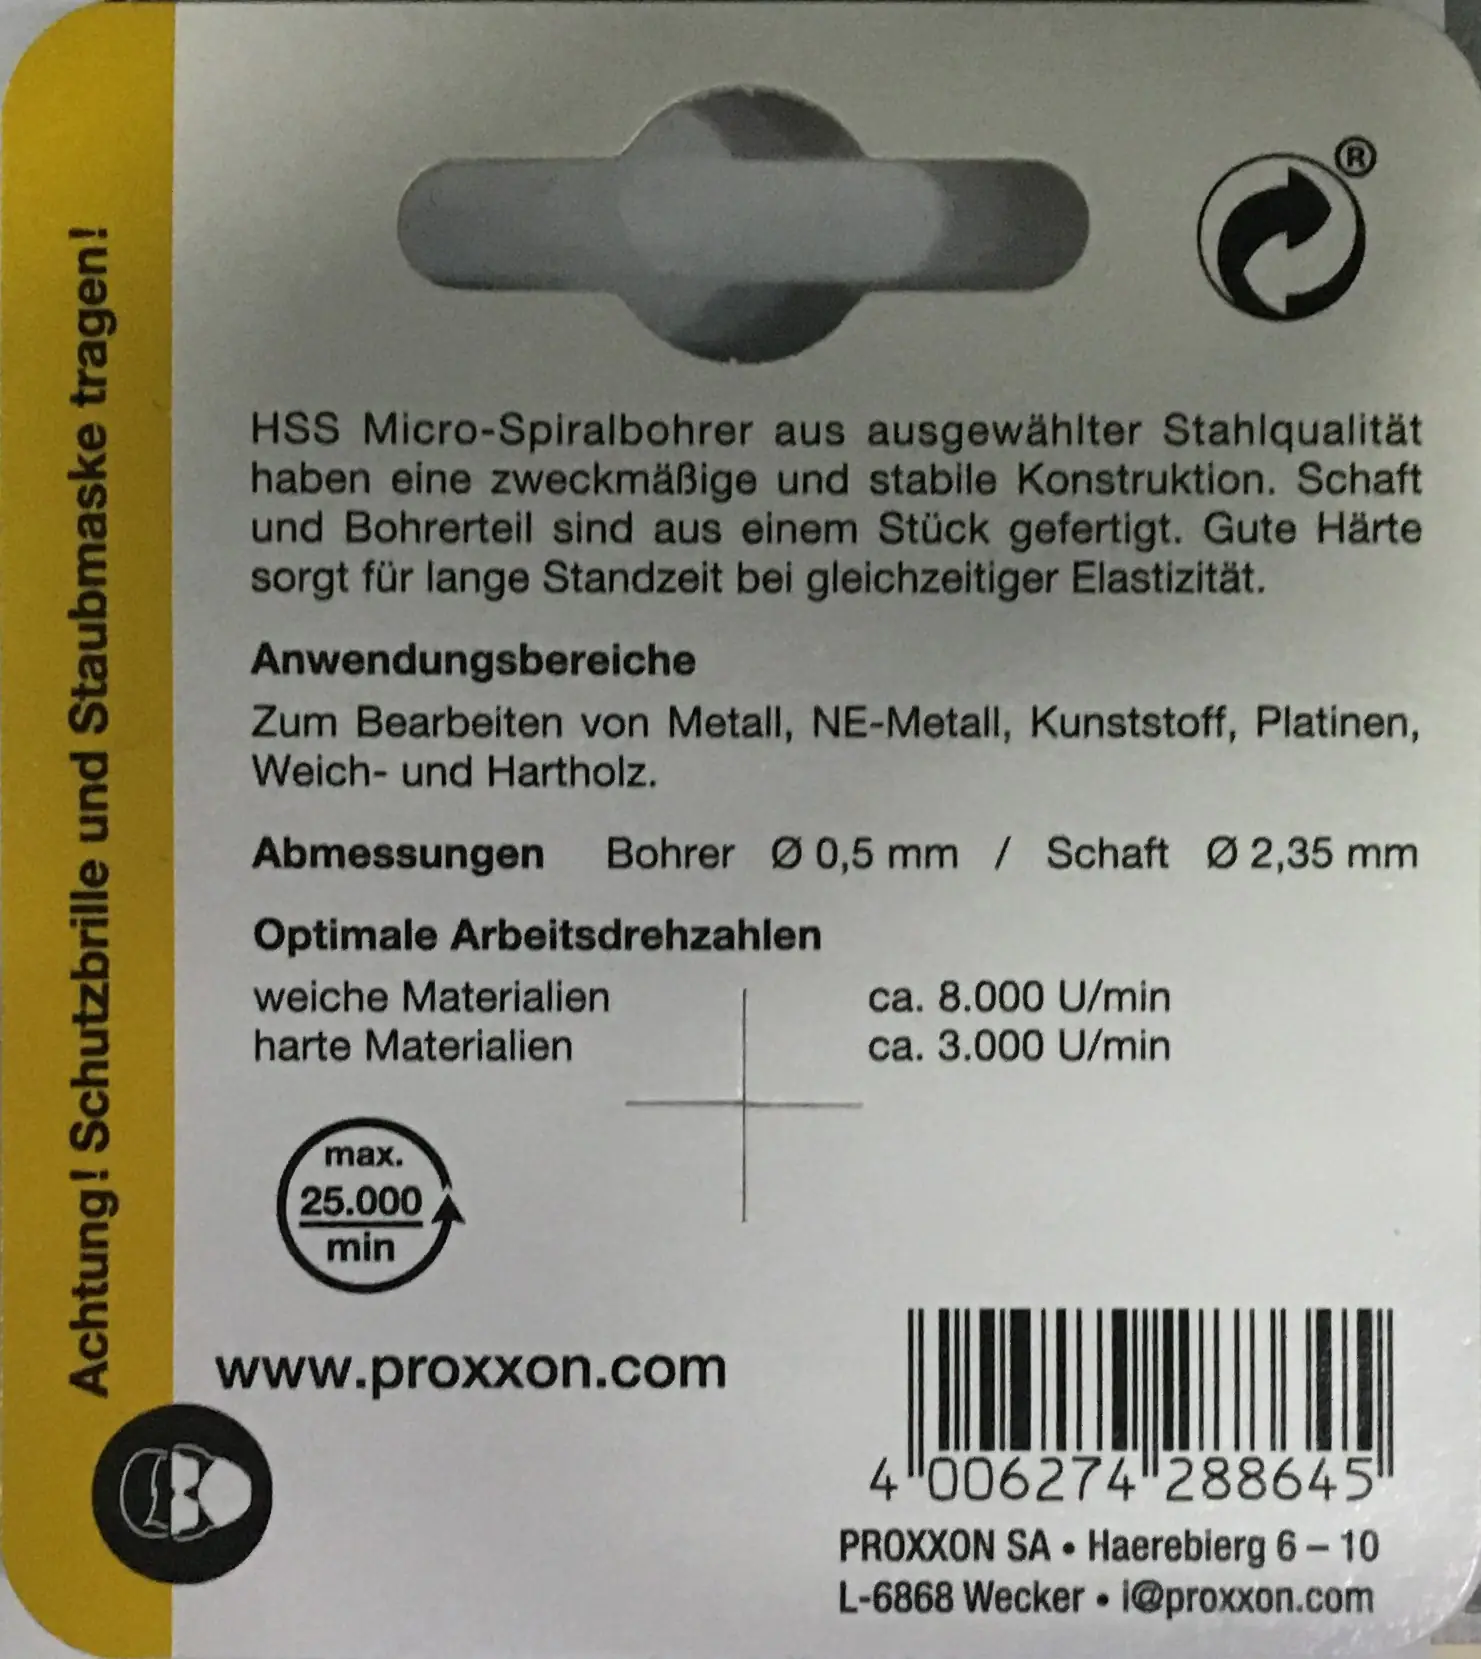 Achtung! Schutzbrille und Staubmaske tragen!
®
HSS Micro-Spiralbohrer aus ausgewählter Stahlqualität
haben eine zweckmäßige und stabile Konstruktion. Schaft
und Bohrerteil sind aus einem Stück gefertigt. Gute Härte
sorgt für lange Standzeit bei gleichzeitiger Elastizität.
Anwendungsbereiche
Zum Bearbeiten von Metall, NE-Metall, Kunststoff, Platinen,
Weich- und Hartholz.
Abmessungen Bohrer Ø 0,5 mm / Schaft Ø 2,35 mm
Optimale Arbeitsdrehzahlen
weiche Materialien ca. 8.000 U/min
harte Materialien ca. 3.000 U/min
max.
25.000
min
www.proxxon.com
4 006274 288645
PROXXON SA • Haerebierg 6 – 10
L-6868 Wecker • i@proxxon.com